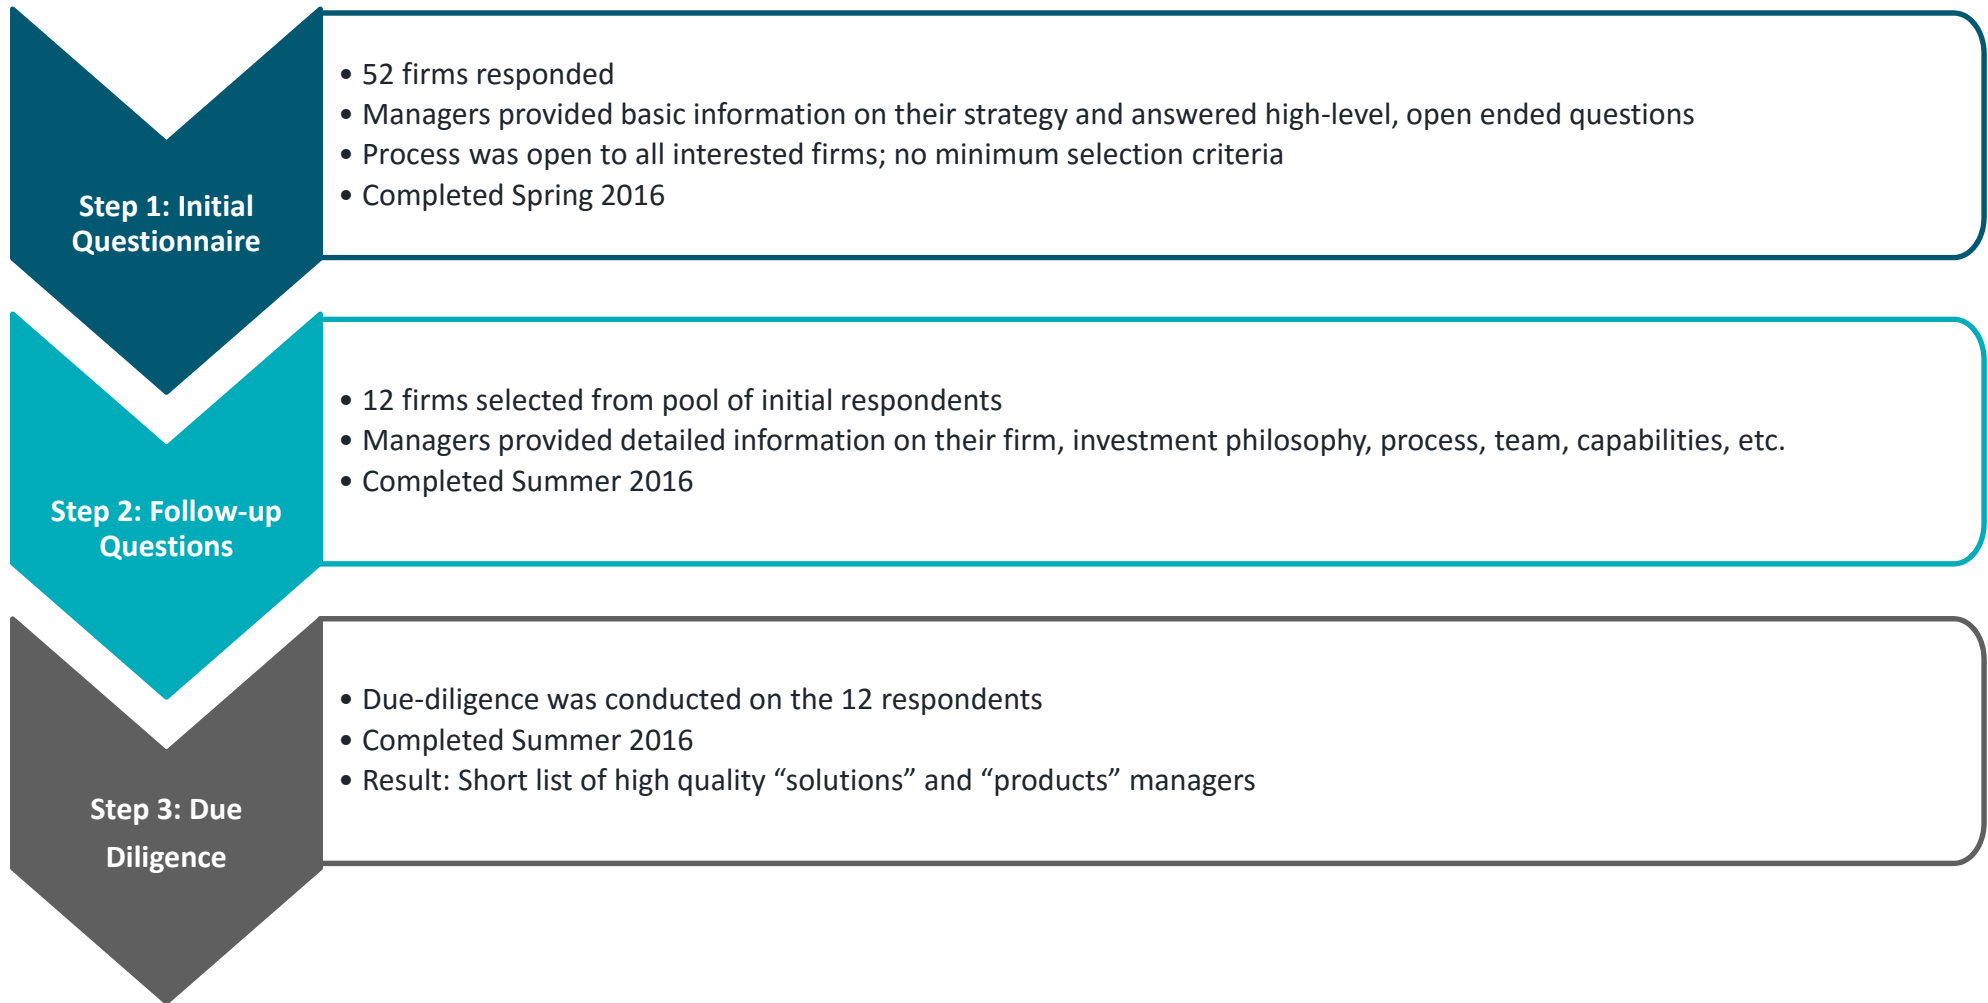 Step 1: Initial
Questionnaire
• 52 firms responded
• Managers provided basic information on their strategy and answered high-level, open ended questions
• Process was open to all interested firms; no minimum selection criteria
• Completed Spring 2016
Step 2: Follow-up
Questions
• 12 firms selected from pool of initial respondents
• Managers provided detailed information on their firm, investment philosophy, process, team, capabilities, etc.
• Completed Summer 2016
Step 3: Due
Diligence
• Due-diligence was conducted on the 12 respondents
• Completed Summer 2016
• Result: Short list of high quality “solutions” and “products” managers